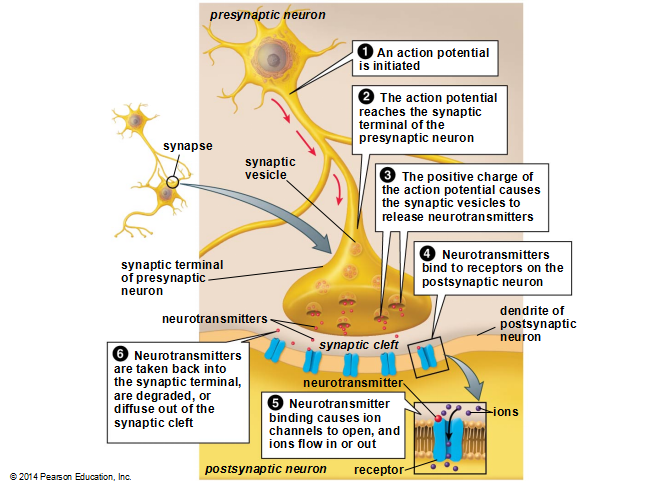 presynaptic neuron
1 An action potential
is initiated
2 The action potential
reaches the synaptic
terminal of the
presynaptic neuron
synapse
synaptic
vesicle
3 The positive charge of
the action potential causes
the synaptic vesicles to
release neurotransmitters
4 Neurotransmitters
bind to receptors on the
postsynaptic neuron
synaptic terminal
of presynaptic
neuron
dendrite of
postsynaptic
neuron
neurotransmitters
synaptic cleft
6 Neurotransmitters
are taken back into
the synaptic terminal,
are degraded, or
diffuse out of the
synaptic cleft
neurotransmitter
5 Neurotransmitter
binding causes ion
channels to open, and
ions flow in or out
ions
receptor
postsynaptic neuron
© 2014 Pearson Education, Inc.